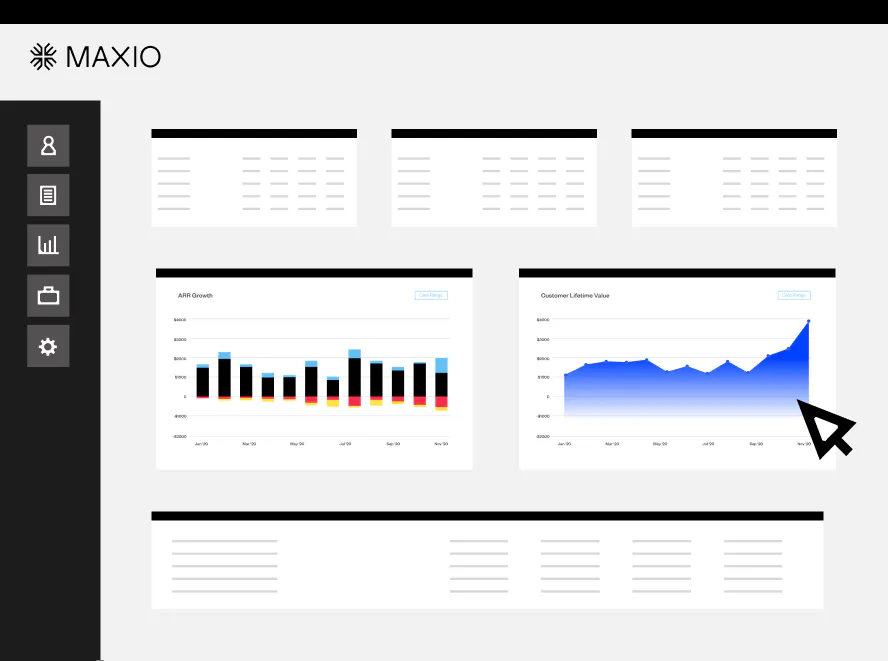 MAXIO
ARR Growth
Date Range
Customer Lifetime Value
Date Range
$4000
$3000
$2000
$1000
0
-$1000
-$2000
Jan '20
Mar '20
May '20
Jul '20
Sep '20
Nov '20
$4000
$3000
$2000
$1000
0
-$1000
-$2000
Jan '20
Mar '20
May '20
Jul '20
Sep '20
Nov '20